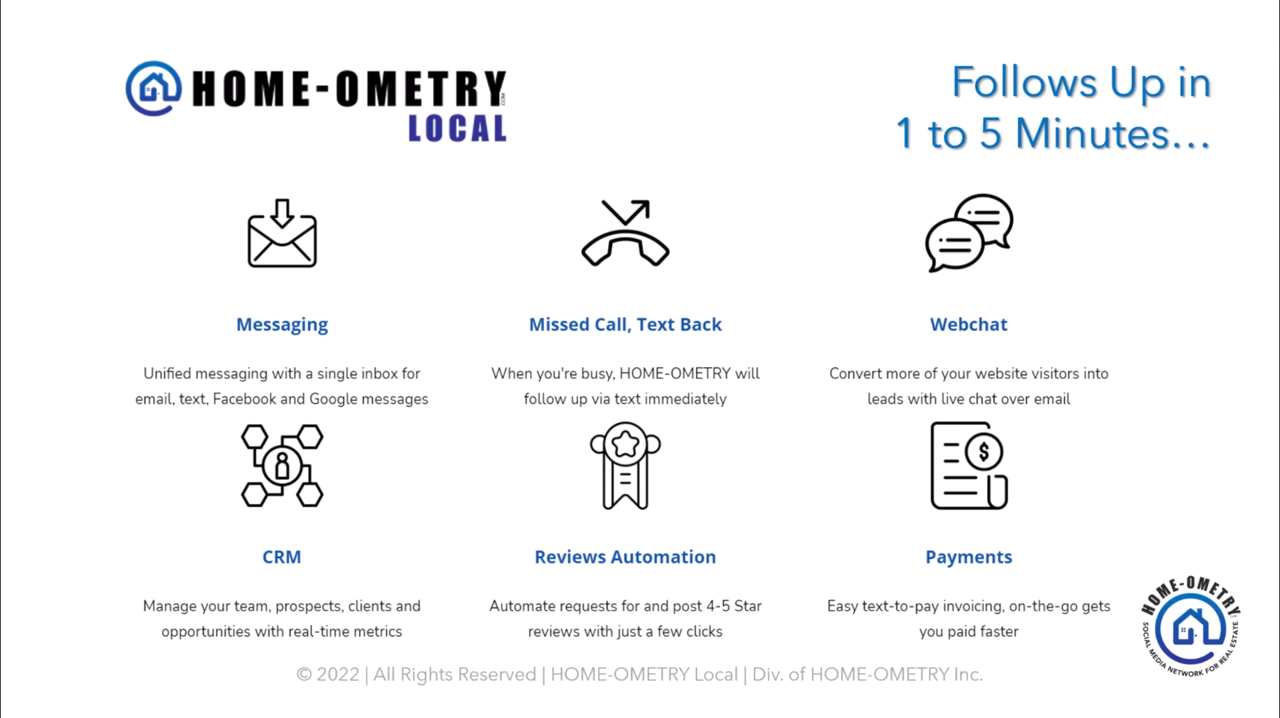 HOME-OMETRY.COM
LOCAL
Follows Up in
1 to 5 Minutes...
Messaging
Unified messaging with a single inbox for
email, text, Facebook and Google messages
Missed Call, Text Back
When you're busy, HOME-OMETRY will
follow up via text immediately
Webchat
Convert more of your website visitors into
leads with live chat over email
CRM
Manage your team, prospects, clients and
opportunities with real-time metrics
Reviews Automation
Automate requests for and post 4-5 Star
reviews with just a few clicks
$
Payments
Easy text-to-pay invoicing, on-the-go gets
you paid faster
HOME-OMETRY
SOCIAL MEDIA NETWORK FOR REAL ESTATE
© 2022 | All Rights Reserved | HOME-OMETRY Local | Div. of HOME-OMETRY Inc.